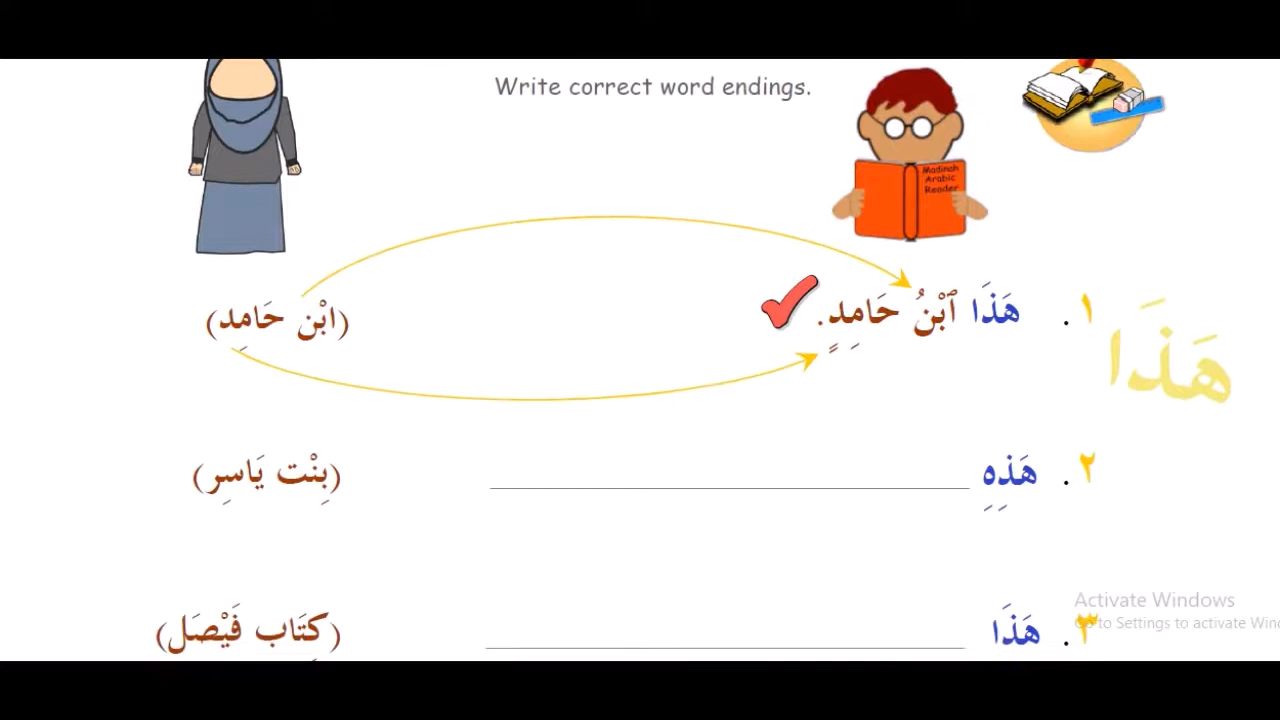 Write correct word endings.
Madinah
Arabic
Reader
١. هَذَا ٱبْنُ حَامِدٍ. (ابْن حَامِد)
هَذَا
٢. هَذِهِ (بِنْت يَاسِر)
Activate Windows
Go to Settings to activate Win
٣. هَذَا (كِتَاب فَيْصَل)